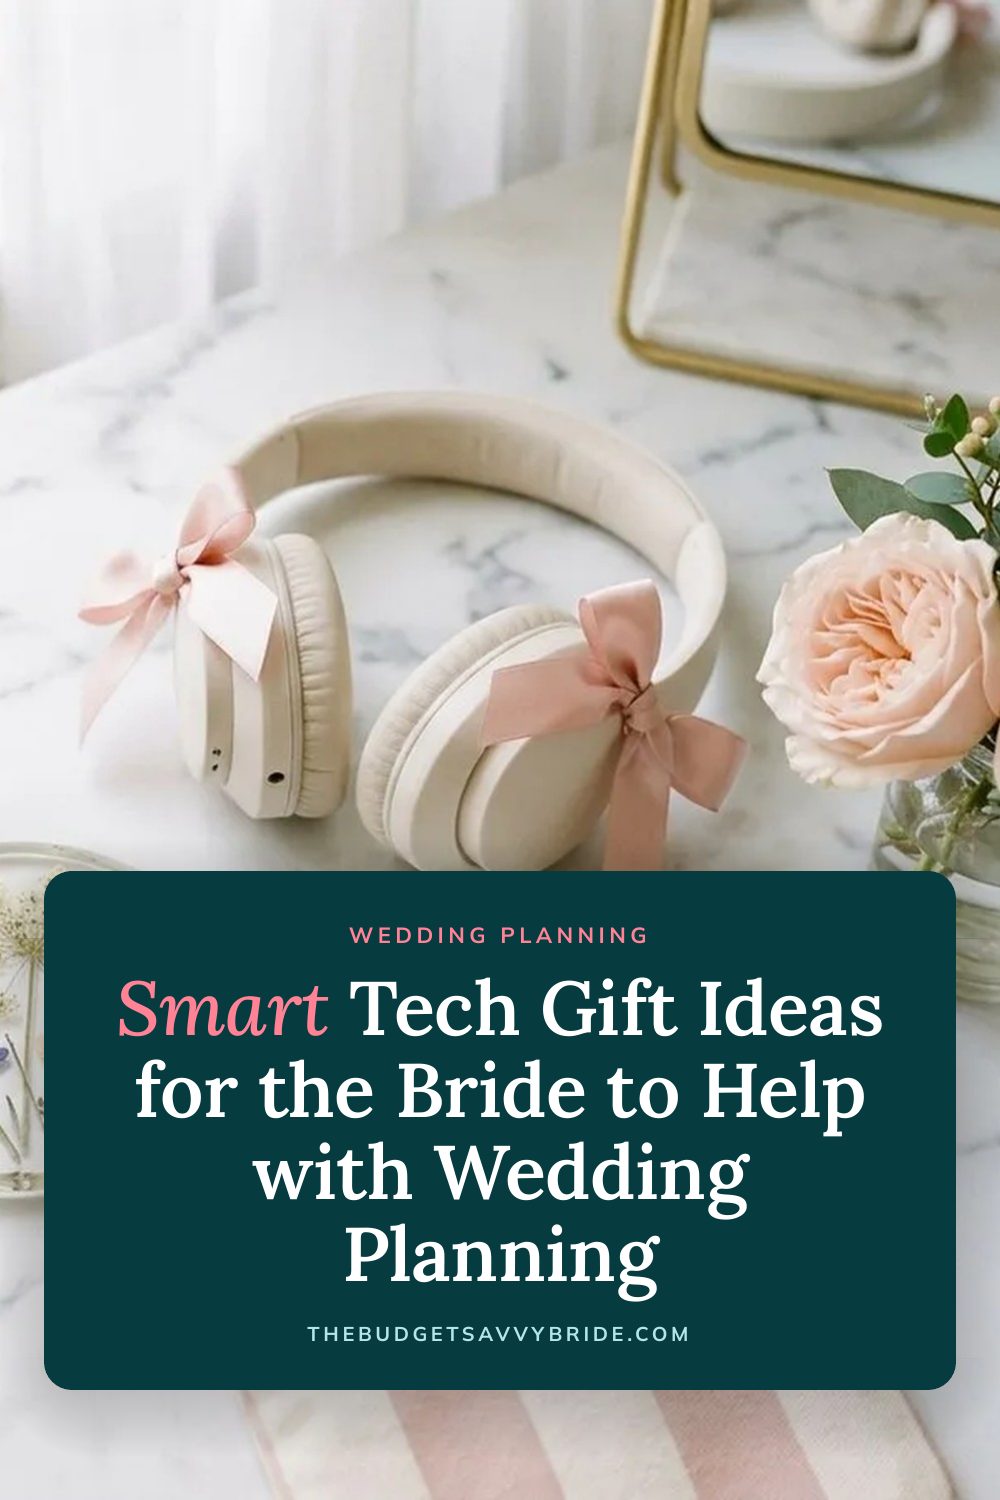 WEDDING PLANNING
Smart Tech Gift Ideas
for the Bride to Help
with Wedding
Planning
THEBUDGETSAVVYBRIDE.COM